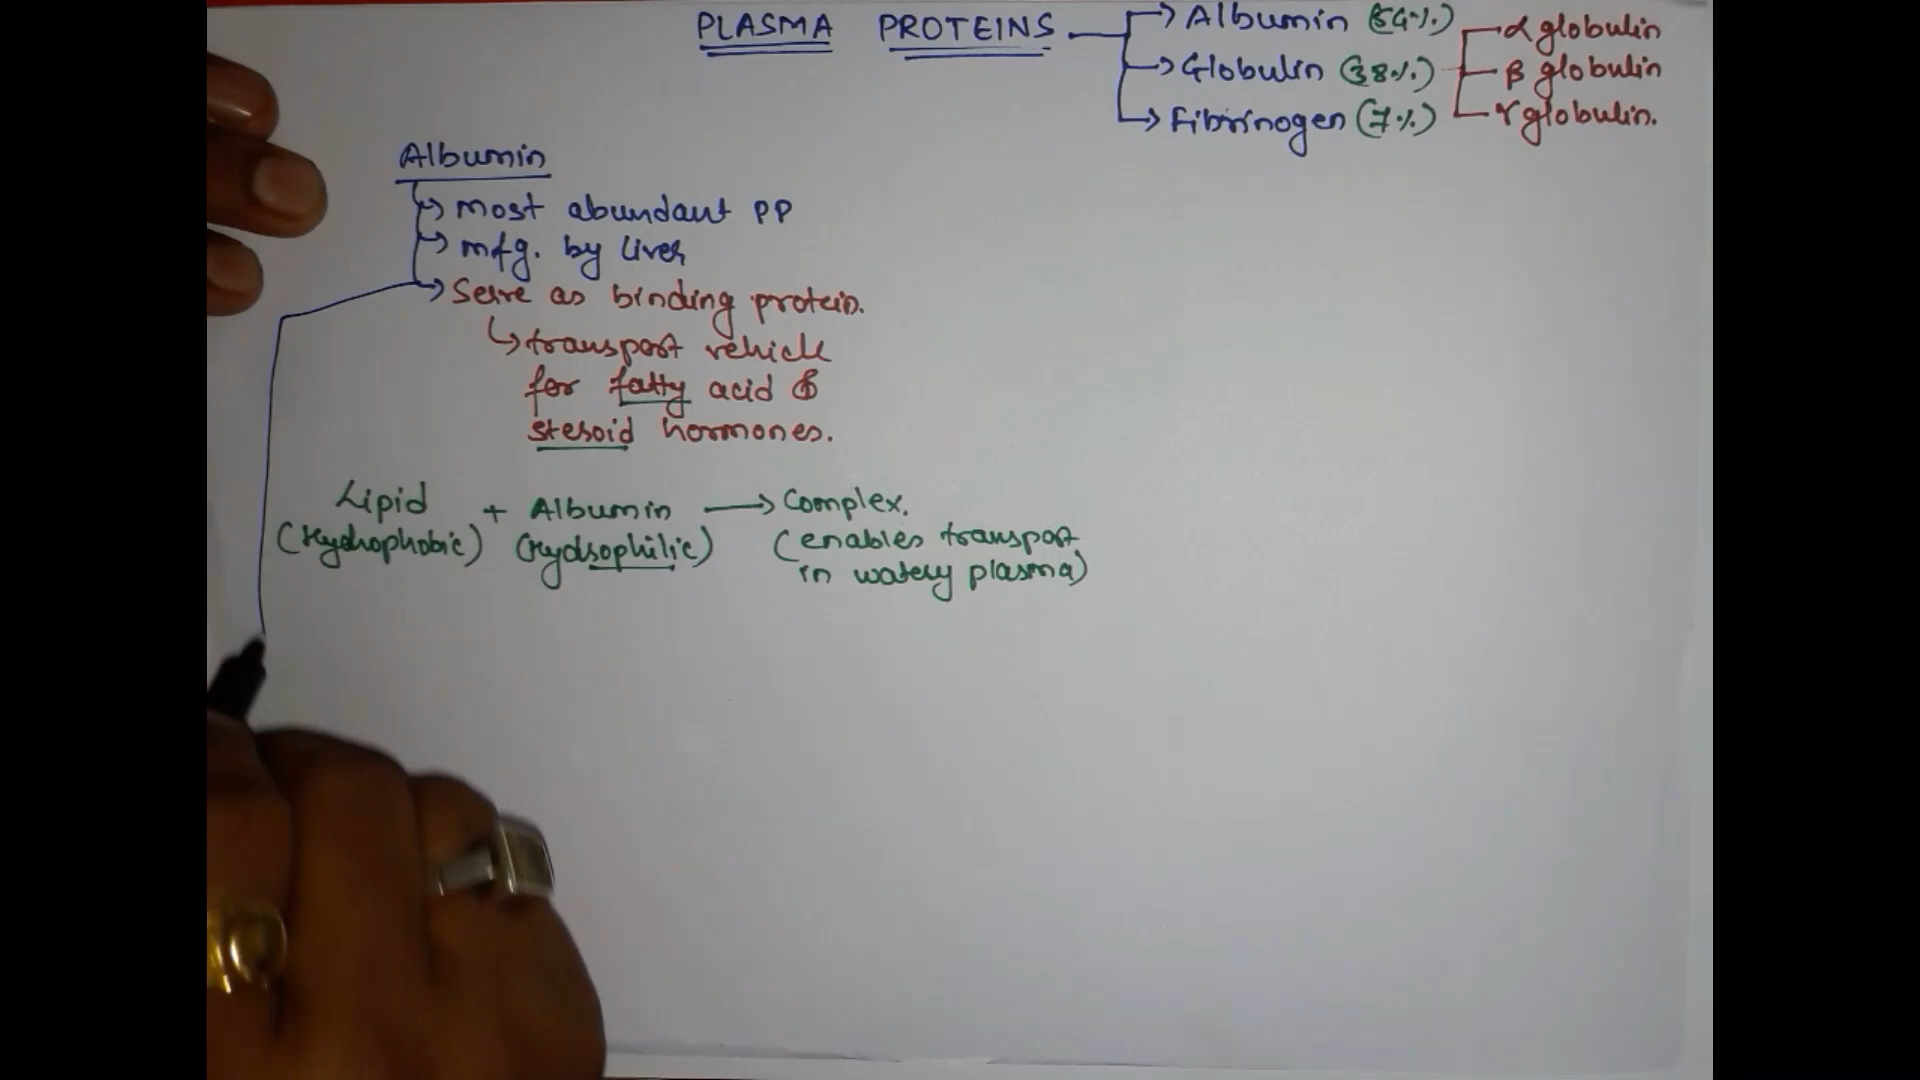 PLASMA PROTEINS
Albumin (54%)
Globulin (38%)
Fibrinogen (7%)
α globulin
β globulin
γ globulin.
Albumin
Most abundant PP
mfg. by liver
Serve as binding protein.
transport vehicle
for fatty acid &
steroid hormones.
Lipid + Albumin → Complex.
(Hydrophobic) (Hydrophilic) (enables transport
in watery plasma)